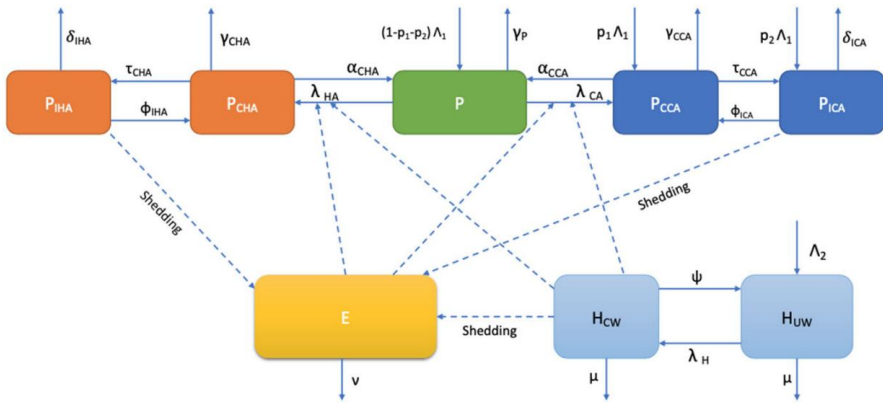 δIHA
γCHA
(1-p1-p2) Λ1
γP
p1 Λ1
γCCA
p2 Λ1
δICA
PIHA
τCHA
ϕIHA
PCHA
αCHA
λ HA
P
αCCA
λ CA
PCCA
τCCA
ϕICA
PICA
Shedding
Shedding
Λ2
E
Shedding
HCW
ψ
λ H
HUW
ν
μ
μ